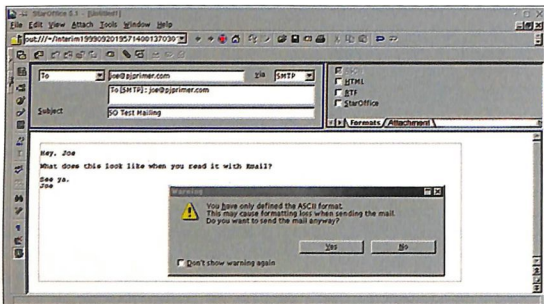 StarOffice 5.1 - [Untitled1]
File Edit View Attach Tools Window Help
out:///~/Interim1999092019571400137030
To
joe@pjprimer.com
via
SMTP
To [SMTP] : joe@pjprimer.com
Subject
SO Test Mailing
HTML
RTF
StarOffice
Formats
Attachment
Hey, Joe
What does this look like when you read it with Email?
See ya.
Joe
Warning
You have only defined the ASCII format.
This may cause formatting loss when sending the mail.
Do you want to send the mail anyway?
Yes
No
Don't show warning again